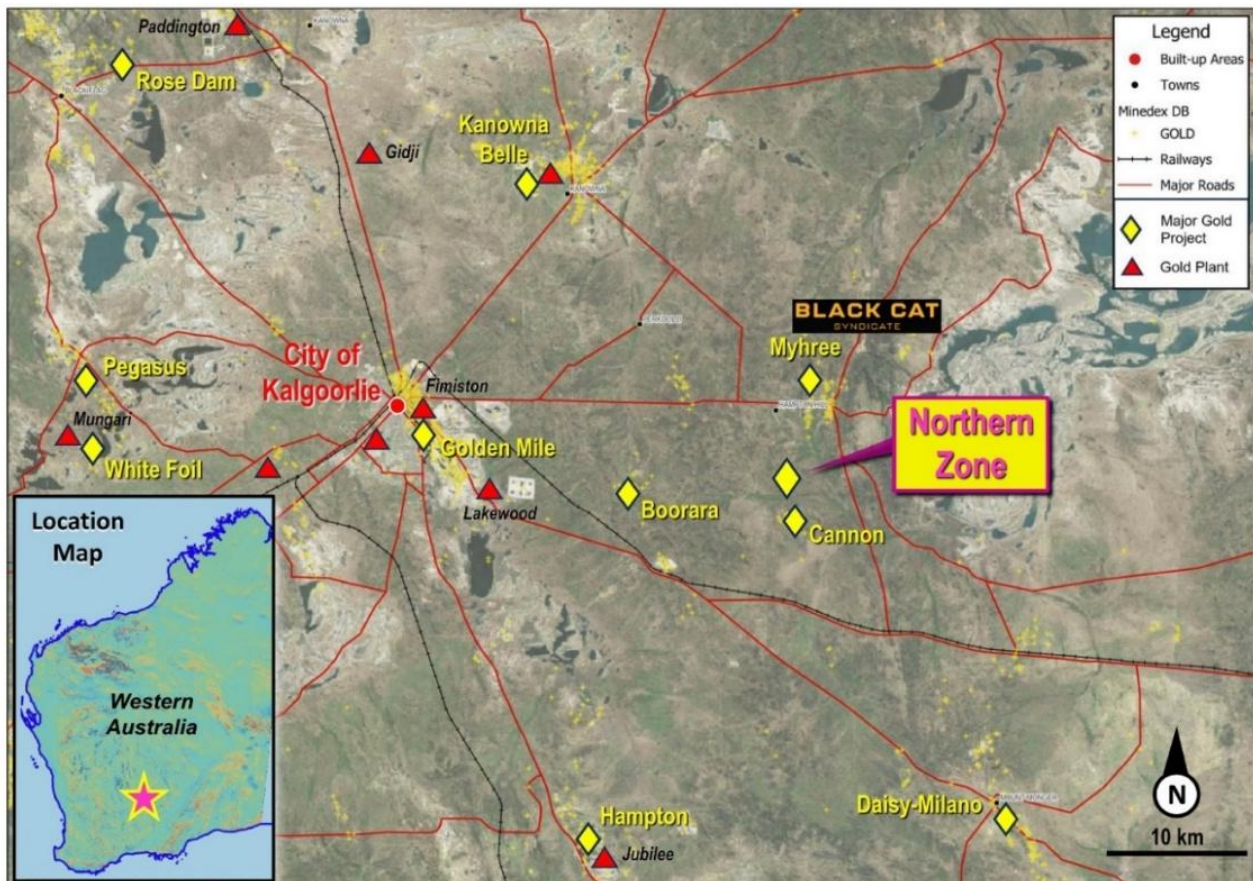 Paddington
KANOWNA
Rose Dam
Gidji
Kanowna
Belle
KANOWNA
Legend
Built-up Areas
Towns
Minedex DB
GOLD
Railways
Major Roads
Major Gold
Project
Gold Plant
BLACK CAT
SYNDICATE
Myhree
Pegasus
Mungari
White Foil
City of
Kalgoorlie
Fimiston
Golden Mile
Lakewood
Boorara
Northern
Zone
Cannon
Location
Map
Western
Australia
Hampton
Jubilee
Daisy-Milano
N
10 km